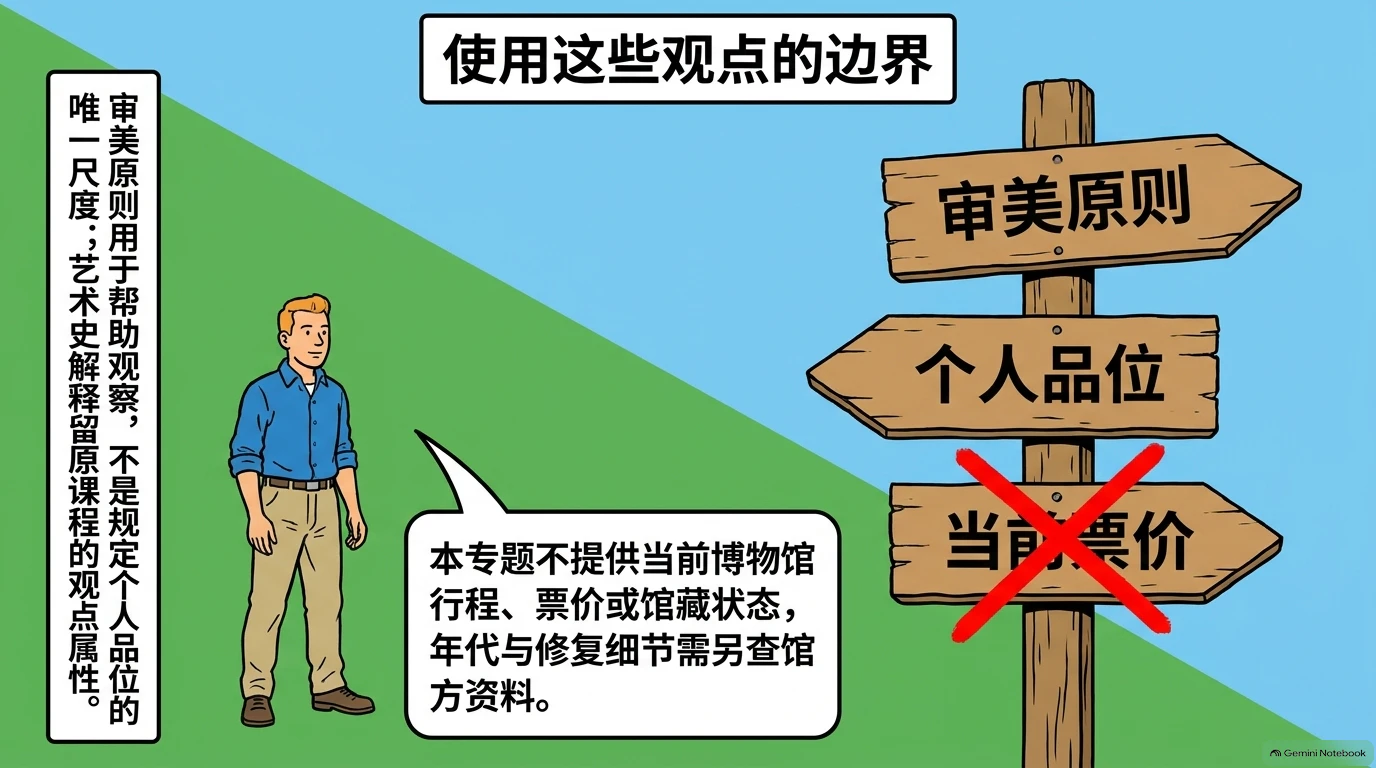 使用这些观点的边界
审美原则用于帮助观察，不是规定个人品位的
唯一尺度；艺术史解释留原课程的观点属性。
审美原则
个人品位
当前票价
本专题不提供当前博物馆
行程、票价或馆藏状态，
年代与修复细节需另查馆
方资料。
Gemini Notebook